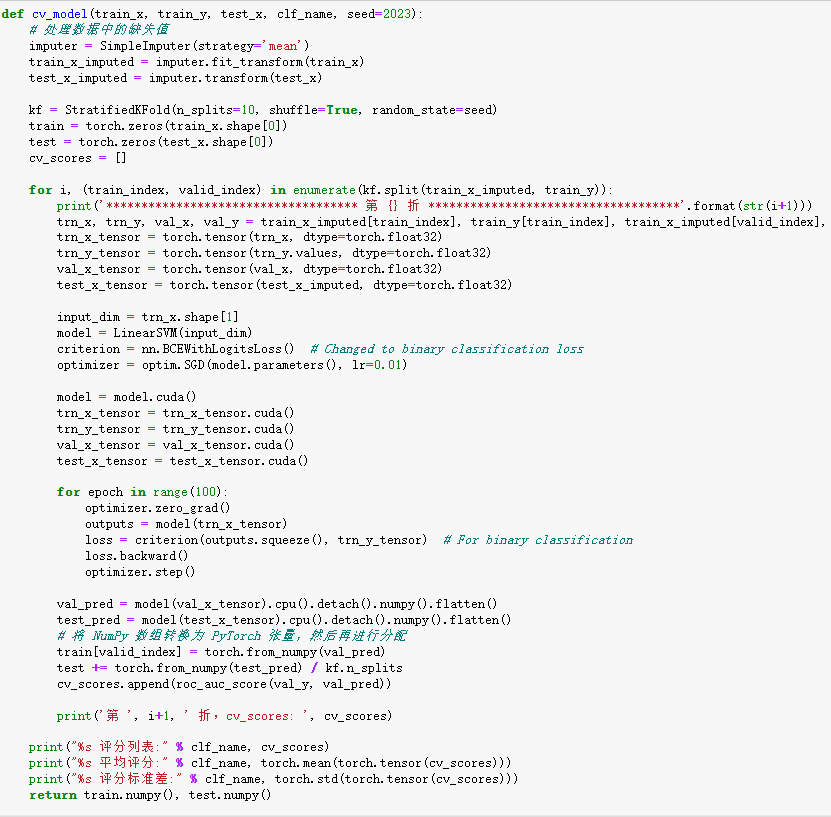 def cv_model(train_x, train_y, test_x, clf_name, seed=2023):
    # 处理数据中的缺失值
    imputer = SimpleImputer(strategy='mean')
    train_x_imputed = imputer.fit_transform(train_x)
    test_x_imputed = imputer.transform(test_x)

    kf = StratifiedKFold(n_splits=10, shuffle=True, random_state=seed)
    train = torch.zeros(train_x.shape[0])
    test = torch.zeros(test_x.shape[0])
    cv_scores = []

    for i, (train_index, valid_index) in enumerate(kf.split(train_x_imputed, train_y)):
        print('************************************ 第 {} 折 ************************************'.format(str(i+1)))
        trn_x, trn_y, val_x, val_y = train_x_imputed[train_index], train_y[train_index], train_x_imputed[valid_index],
        trn_x_tensor = torch.tensor(trn_x, dtype=torch.float32)
        trn_y_tensor = torch.tensor(trn_y.values, dtype=torch.float32)
        val_x_tensor = torch.tensor(val_x, dtype=torch.float32)
        test_x_tensor = torch.tensor(test_x_imputed, dtype=torch.float32)

        input_dim = trn_x.shape[1]
        model = LinearSVM(input_dim)
        criterion = nn.BCEWithLogitsLoss()  # Changed to binary classification loss
        optimizer = optim.SGD(model.parameters(), lr=0.01)

        model = model.cuda()
        trn_x_tensor = trn_x_tensor.cuda()
        trn_y_tensor = trn_y_tensor.cuda()
        val_x_tensor = val_x_tensor.cuda()
        test_x_tensor = test_x_tensor.cuda()

        for epoch in range(100):
            optimizer.zero_grad()
            outputs = model(trn_x_tensor)
            loss = criterion(outputs.squeeze(), trn_y_tensor)  # For binary classification
            loss.backward()
            optimizer.step()

        val_pred = model(val_x_tensor).cpu().detach().numpy().flatten()
        test_pred = model(test_x_tensor).cpu().detach().numpy().flatten()
        # 将 NumPy 数组转换为 PyTorch 张量，然后再进行分配
        train[valid_index] = torch.from_numpy(val_pred)
        test += torch.from_numpy(test_pred) / kf.n_splits
        cv_scores.append(roc_auc_score(val_y, val_pred))

        print('第 ', i+1, ' 折，cv_scores: ', cv_scores)

    print("%s 评分列表:" % clf_name, cv_scores)
    print("%s 平均评分:" % clf_name, torch.mean(torch.tensor(cv_scores)))
    print("%s 评分标准差:" % clf_name, torch.std(torch.tensor(cv_scores)))
    return train.numpy(), test.numpy()